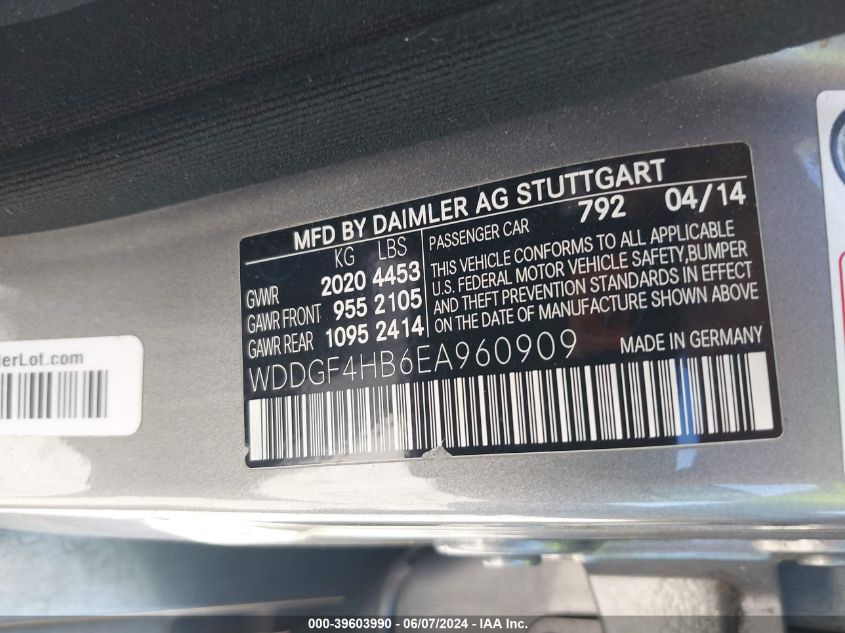 MFD BY DAIMLER AG STUTTGART
KG LBS
GVWR 2020 4453
GAWR FRONT 955 2105
GAWR REAR 1095 2414
PASSENGER CAR 792 04/14
THIS VEHICLE CONFORMS TO ALL APPLICABLE
U.S. FEDERAL MOTOR VEHICLE SAFETY,BUMPER
AND THEFT PREVENTION STANDARDS IN EFFECT
ON THE DATE OF MANUFACTURE SHOWN ABOVE
WDDGF4HB6EA960909 MADE IN GERMANY
lerLot.com
000-39603990 - 06/07/2024 - IAA Inc.